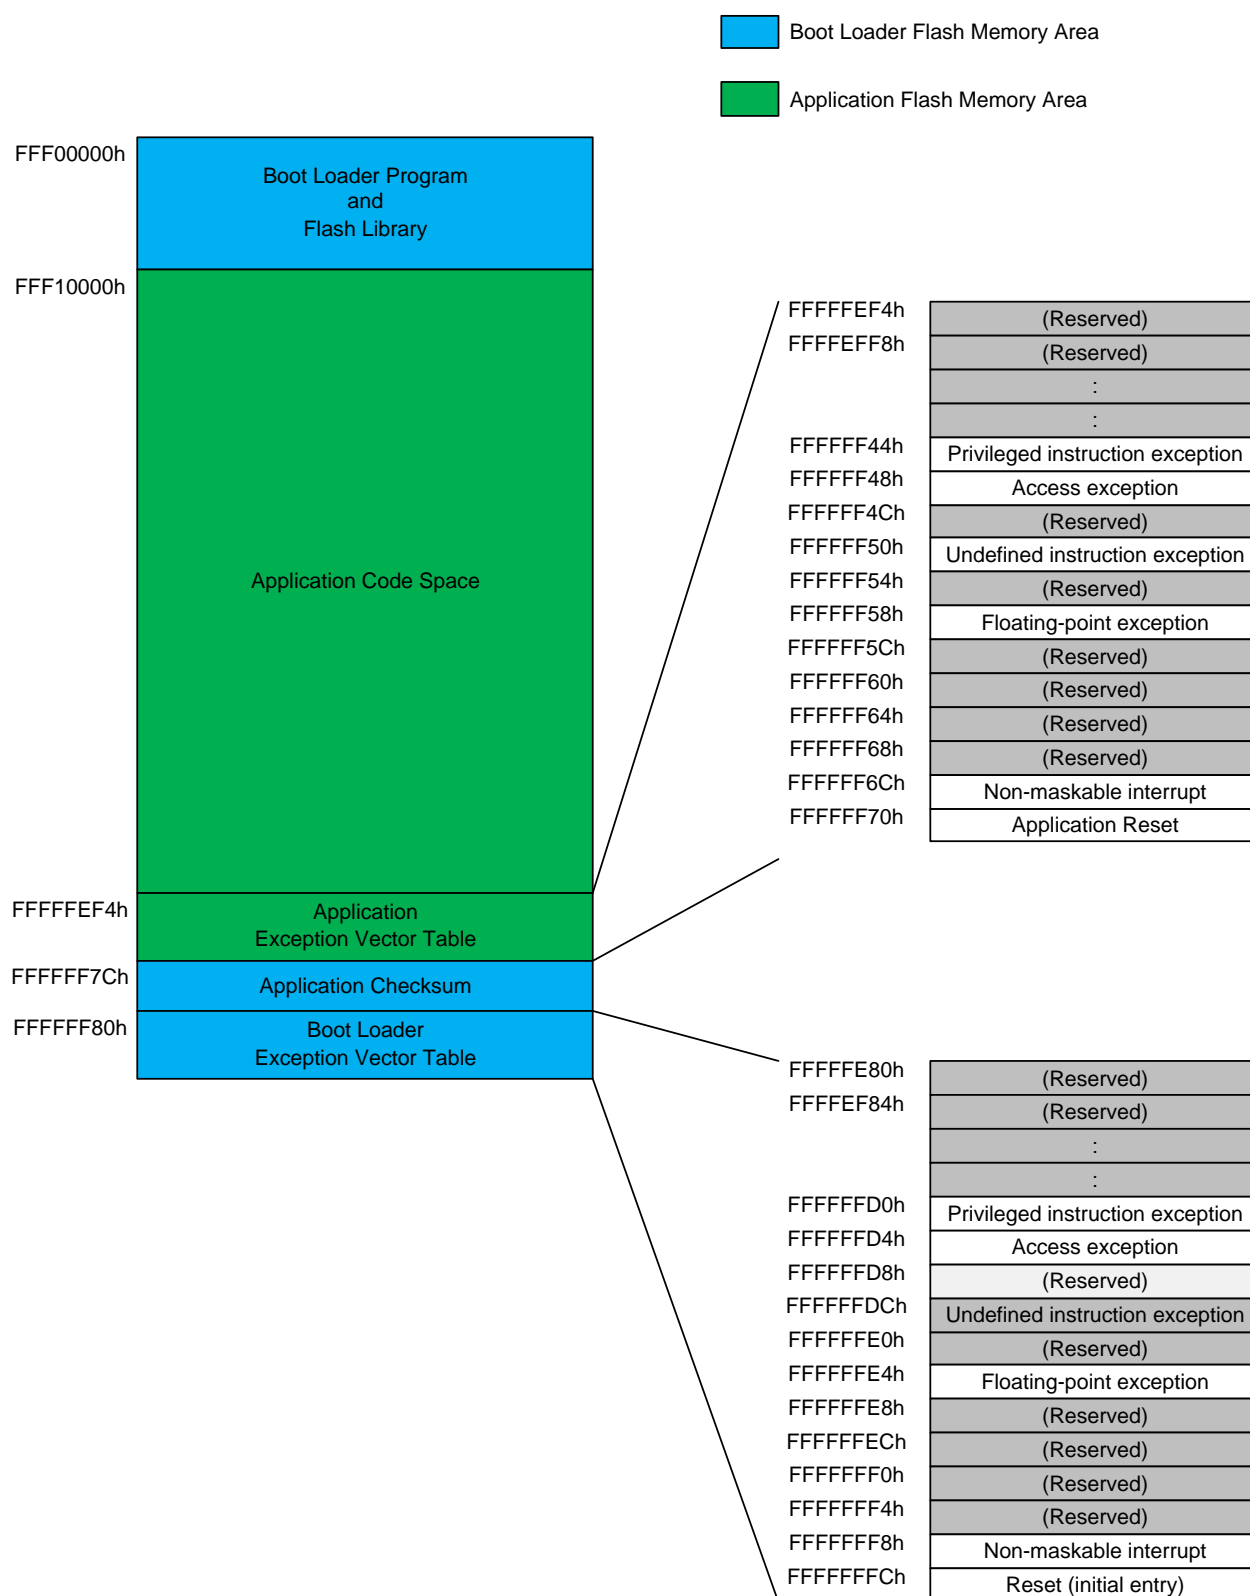 Boot Loader Flash Memory Area
Application Flash Memory Area
FFF00000h
Boot Loader Program
and
Flash Library
FFF10000h
Application Code Space
FFFFFEF4h
Application
Exception Vector Table
FFFFFF7Ch
Application Checksum
FFFFFF80h
Boot Loader
Exception Vector Table
FFFFFEF4h (Reserved)
FFFFEFF8h (Reserved)
:
:
FFFFFF44h Privileged instruction exception
FFFFFF48h Access exception
FFFFFF4Ch (Reserved)
FFFFFF50h Undefined instruction exception
FFFFFF54h (Reserved)
FFFFFF58h Floating-point exception
FFFFFF5Ch (Reserved)
FFFFFF60h (Reserved)
FFFFFF64h (Reserved)
FFFFFF68h (Reserved)
FFFFFF6Ch Non-maskable interrupt
FFFFFF70h Application Reset
FFFFFE80h (Reserved)
FFFFEF84h (Reserved)
:
:
FFFFFFD0h Privileged instruction exception
FFFFFFD4h Access exception
FFFFFFD8h (Reserved)
FFFFFFDCh Undefined instruction exception
FFFFFFE0h (Reserved)
FFFFFFE4h Floating-point exception
FFFFFFE8h (Reserved)
FFFFFFECh (Reserved)
FFFFFFF0h (Reserved)
FFFFFFF4h (Reserved)
FFFFFFF8h Non-maskable interrupt
FFFFFFFCh Reset (initial entry)